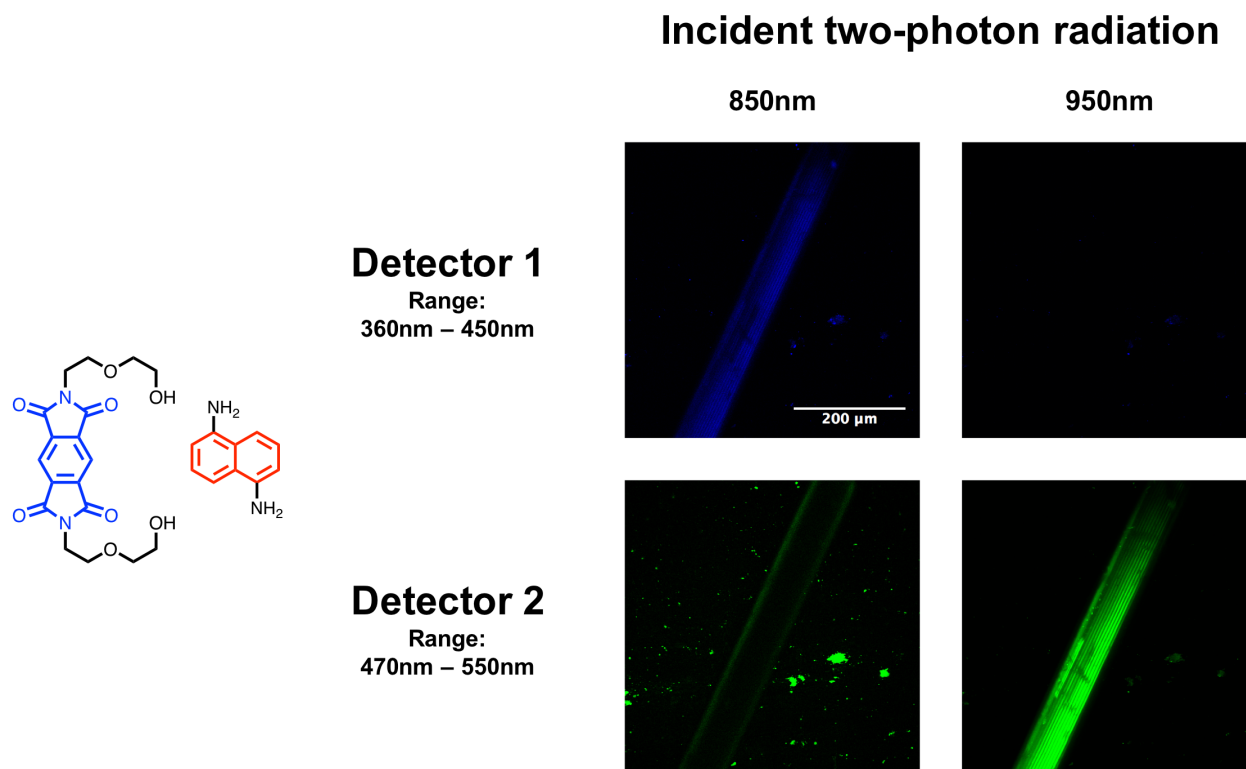 Incident two-photon radiation
850nm
950nm
Detector 1
Range:
360nm – 450nm
200 µm
O
OH
N
O
O
NH₂
O
O
N
OH
NH₂
O
Detector 2
Range:
470nm – 550nm